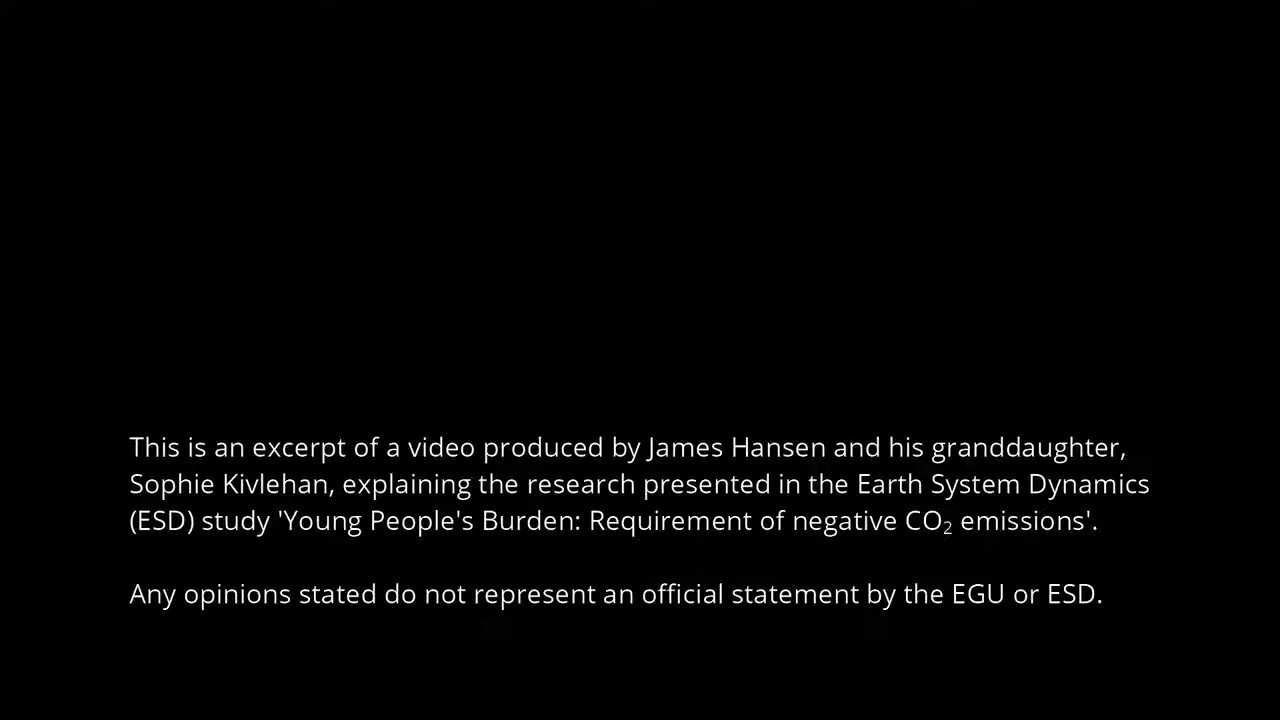 This is an excerpt of a video produced by James Hansen and his granddaughter,
Sophie Kivlehan, explaining the research presented in the Earth System Dynamics
(ESD) study 'Young People's Burden: Requirement of negative CO₂ emissions'.
Any opinions stated do not represent an official statement by the EGU or ESD.